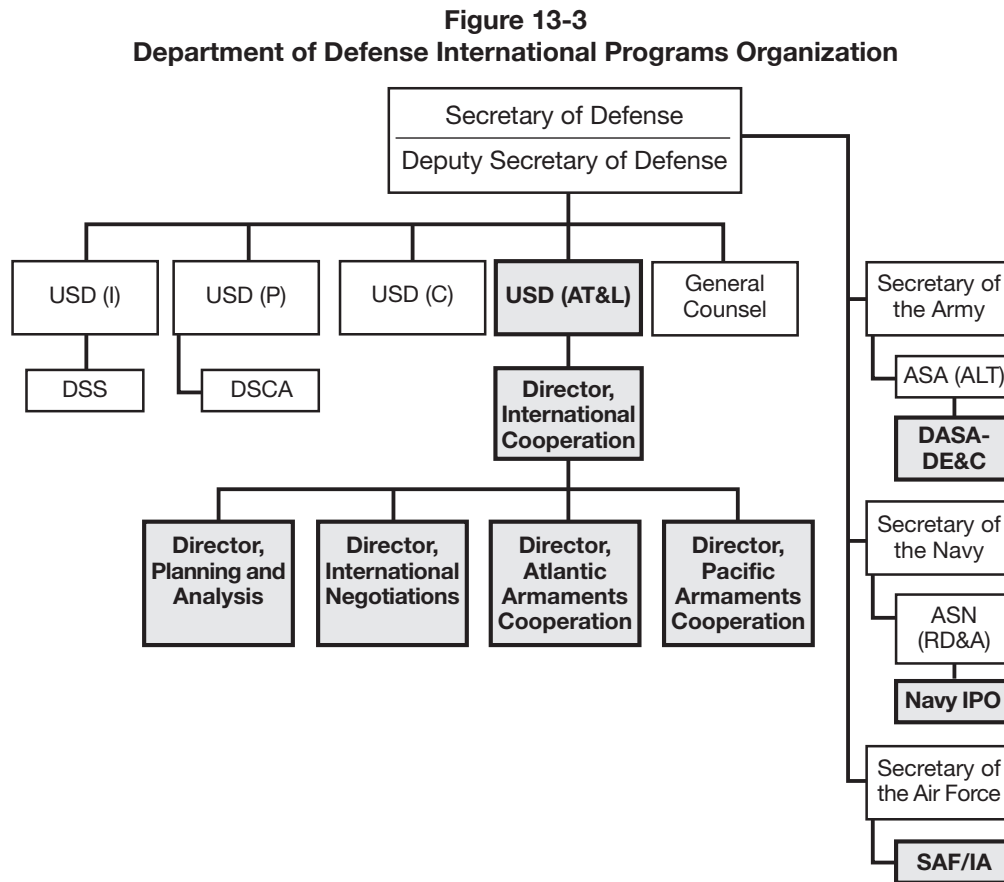 Figure 13-3
Department of Defense International Programs Organization
Secretary of Defense
Deputy Secretary of Defense
USD (I)
USD (P)
USD (C)
USD (AT&L)
General
Counsel
DSS
DSCA
Director,
International
Cooperation
Director,
Planning and
Analysis
Director,
International
Negotiations
Director,
Atlantic
Armaments
Cooperation
Director,
Pacific
Armaments
Cooperation
Secretary of
the Army
ASA (ALT)
DASA-
DE&C
Secretary of
the Navy
ASN
(RD&A)
Navy IPO
Secretary of
the Air Force
SAF/IA